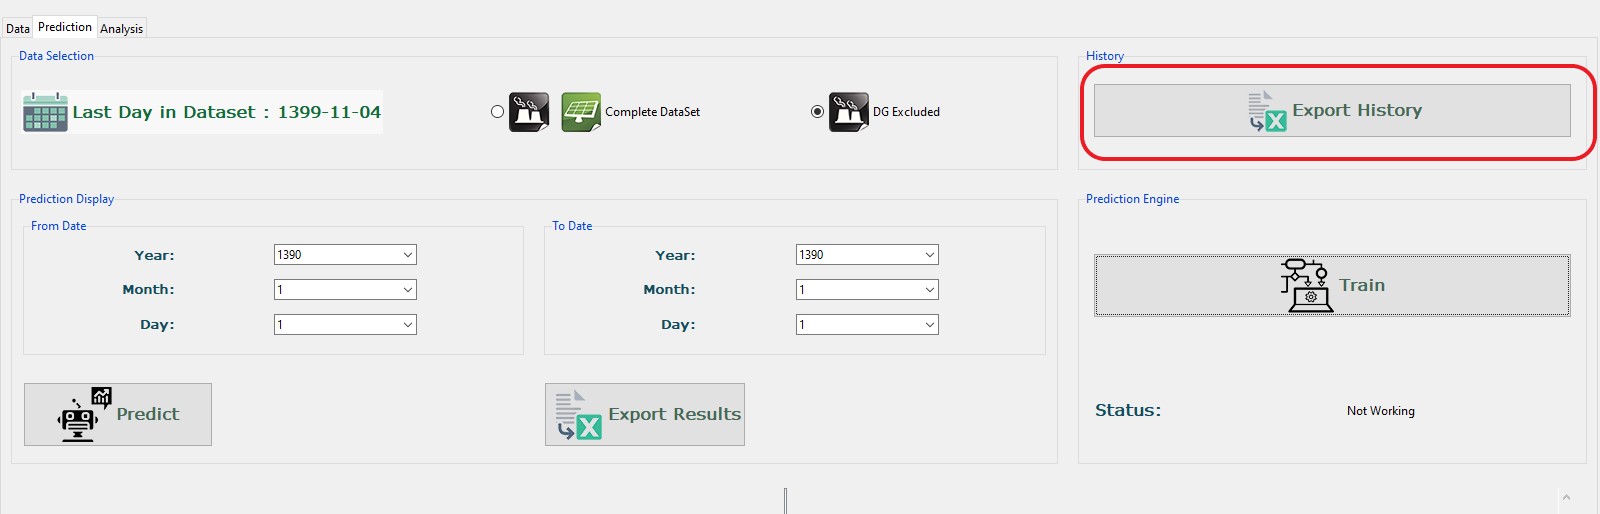 Data Prediction Analysis
Data Selection
Last Day in Dataset : 1399-11-04
Complete DataSet
DG Excluded
History
Export History
Prediction Display
From Date
Year: 1390
Month: 1
Day: 1
To Date
Year: 1390
Month: 1
Day: 1
Predict
Export Results
Prediction Engine
Train
Status: Not Working